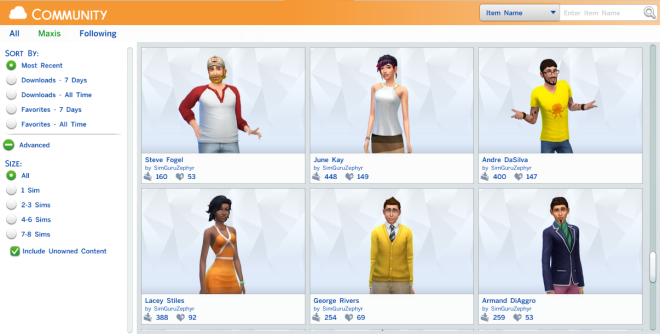 COMMUNITY
Item Name
Enter Item Name
All Maxis Following
SORT BY:
Most Recent
Downloads - 7 Days
Downloads - All Time
Favorites - 7 Days
Favorites - All Time
Advanced
SIZE:
All
1 Sim
2-3 Sims
4-6 Sims
7-8 Sims
Include Unowned Content
Steve Fogel
by SimGuruZephyr
160 53
June Kay
by SimGuruZephyr
448 149
Andre DaSilva
by SimGuruZephyr
400 147
Lacey Stiles
by SimGuruZephyr
388 92
George Rivers
by SimGuruZephyr
254 69
Armand DiAggro
by SimGuruZephyr
259 53